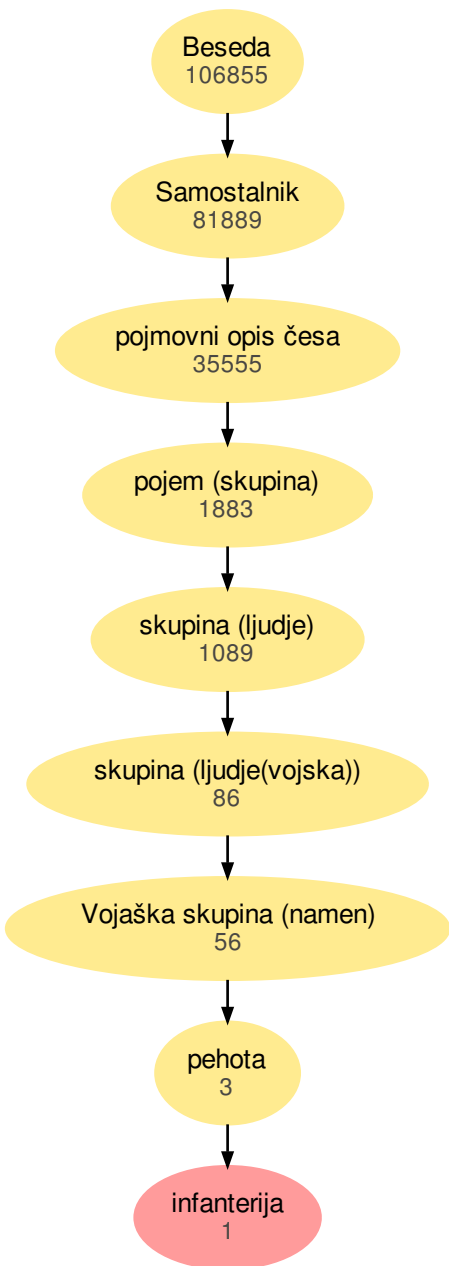 Beseda
106855
Samostalnik
81889
pojmovni opis česa
35555
pojem (skupina)
1883
skupina (ljudje)
1089
skupina (ljudje(vojska))
86
Vojaška skupina (namen)
56
pehota
3
infanterija
1